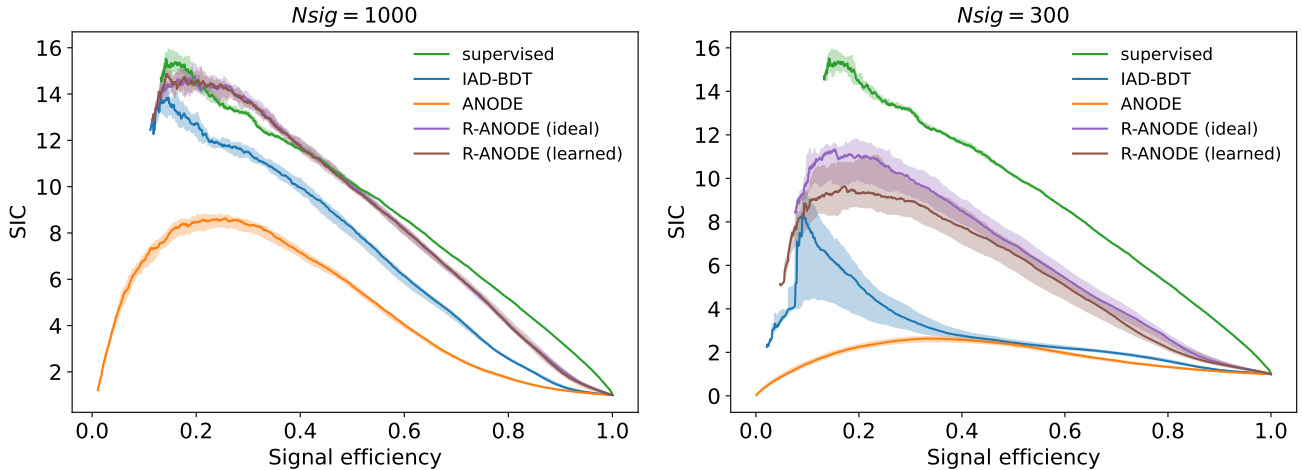 Nsig = 1000
SIC
16
14
12
10
8
6
4
2
supervised
IAD-BDT
ANODE
R-ANODE (ideal)
R-ANODE (learned)
0.0 0.2 0.4 0.6 0.8 1.0
Signal efficiency
Nsig = 300
SIC
16
14
12
10
8
6
4
2
0
supervised
IAD-BDT
ANODE
R-ANODE (ideal)
R-ANODE (learned)
0.0 0.2 0.4 0.6 0.8 1.0
Signal efficiency